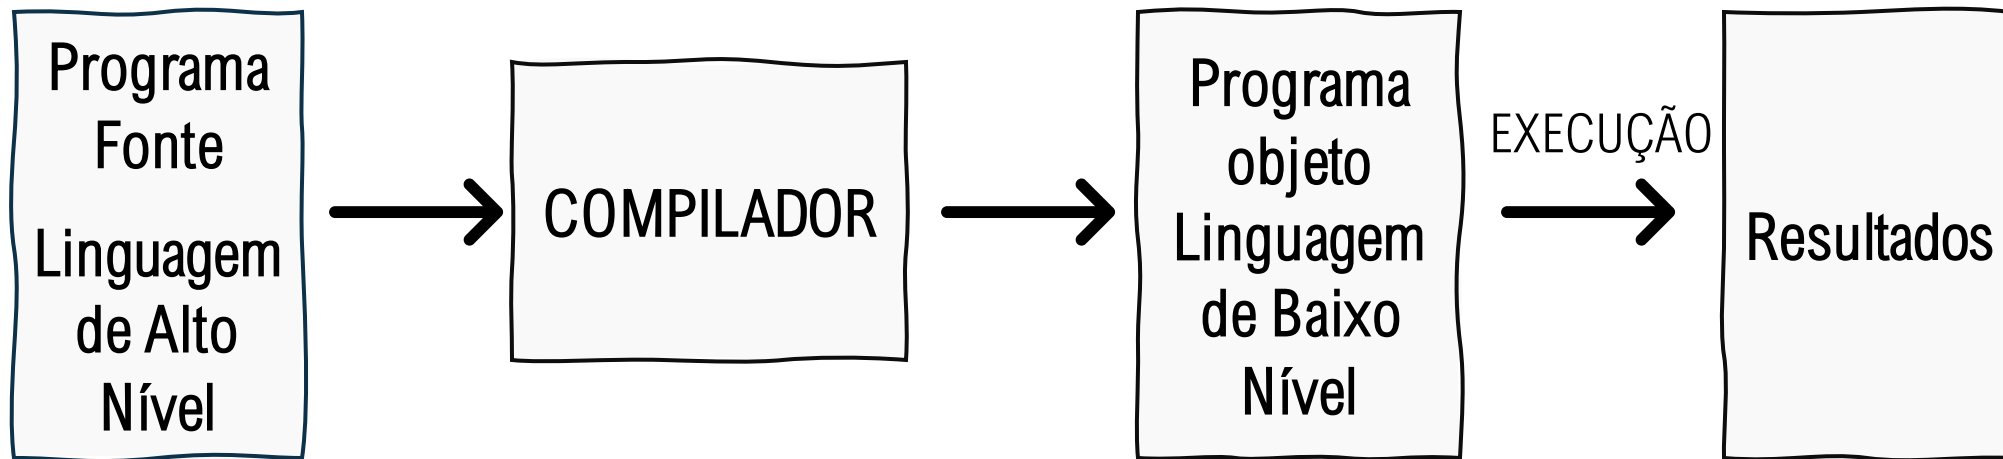 Programa
Fonte
Linguagem
de Alto
Nível
COMPILADOR
Programa
objeto
Linguagem
de Baixo
Nível
EXECUÇÃO
Resultados